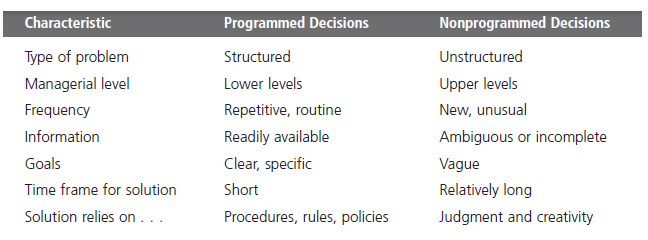 Characteristic Programmed Decisions Nonprogrammed Decisions
Type of problem Structured Unstructured
Managerial level Lower levels Upper levels
Frequency Repetitive, routine New, unusual
Information Readily available Ambiguous or incomplete
Goals Clear, specific Vague
Time frame for solution Short Relatively long
Solution relies on . . . Procedures, rules, policies Judgment and creativity